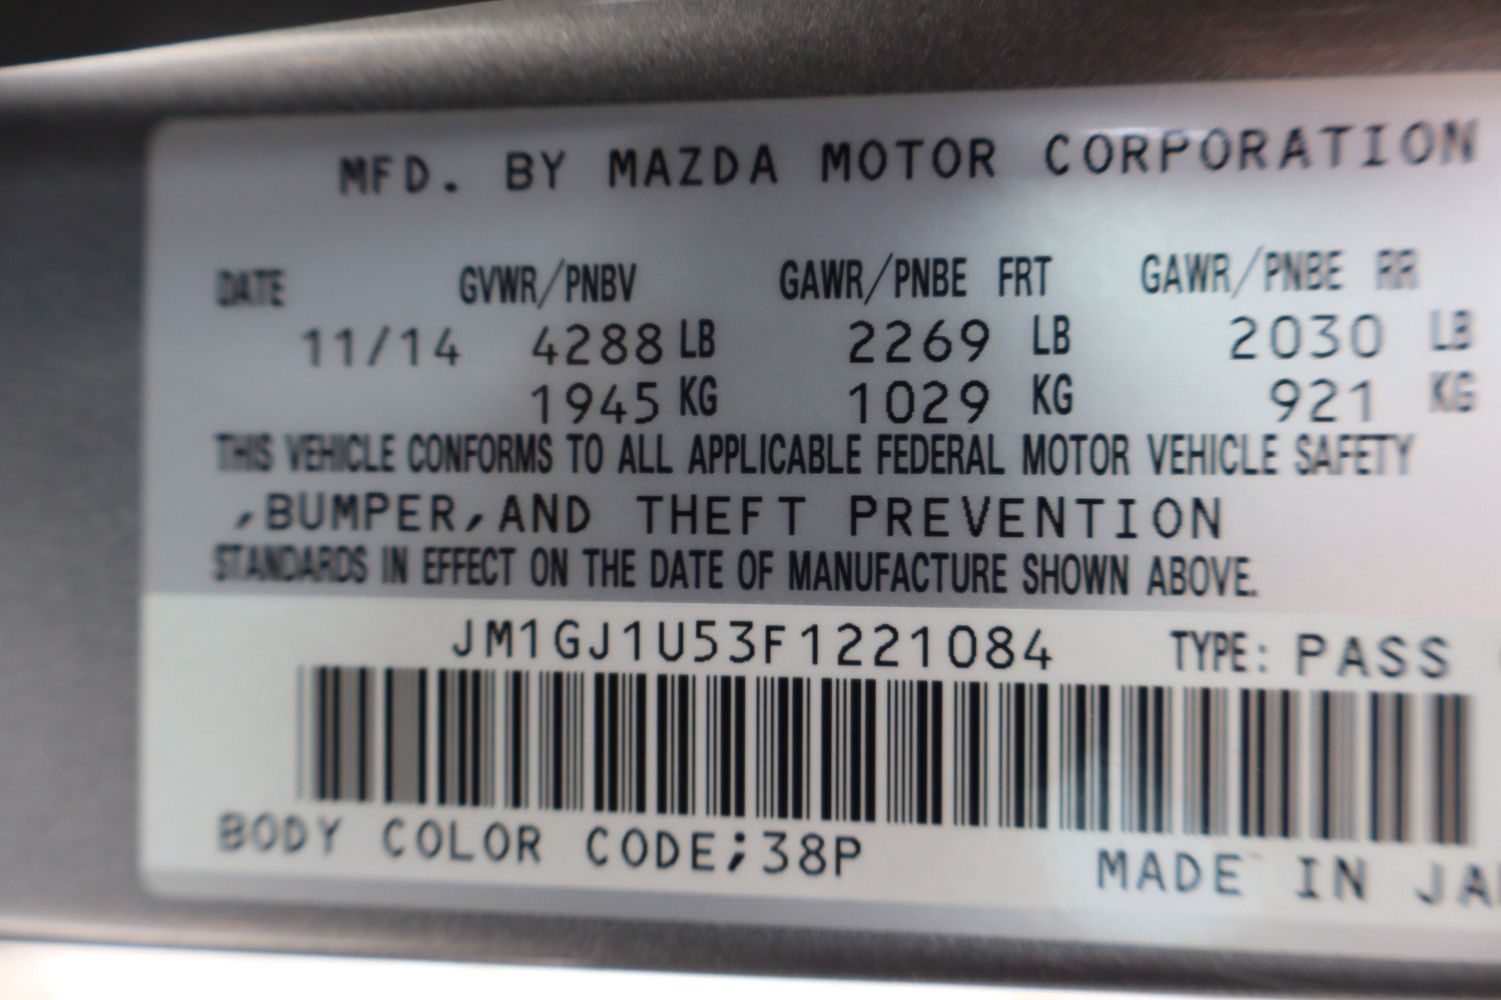 MFD. BY MAZDA MOTOR CORPORATION
DATE GVWR/PNBV GAWR/PNBE FRT GAWR/PNBE RR
11/14 4288 LB 2269 LB 2030 LB
1945 KG 1029 KG 921 KG
THIS VEHICLE CONFORMS TO ALL APPLICABLE FEDERAL MOTOR VEHICLE SAFETY
,BUMPER,AND THEFT PREVENTION
STANDARDS IN EFFECT ON THE DATE OF MANUFACTURE SHOWN ABOVE.
JM1GJ1U53F1221084 TYPE: PASS
BODY COLOR CODE;38P
MADE IN JA